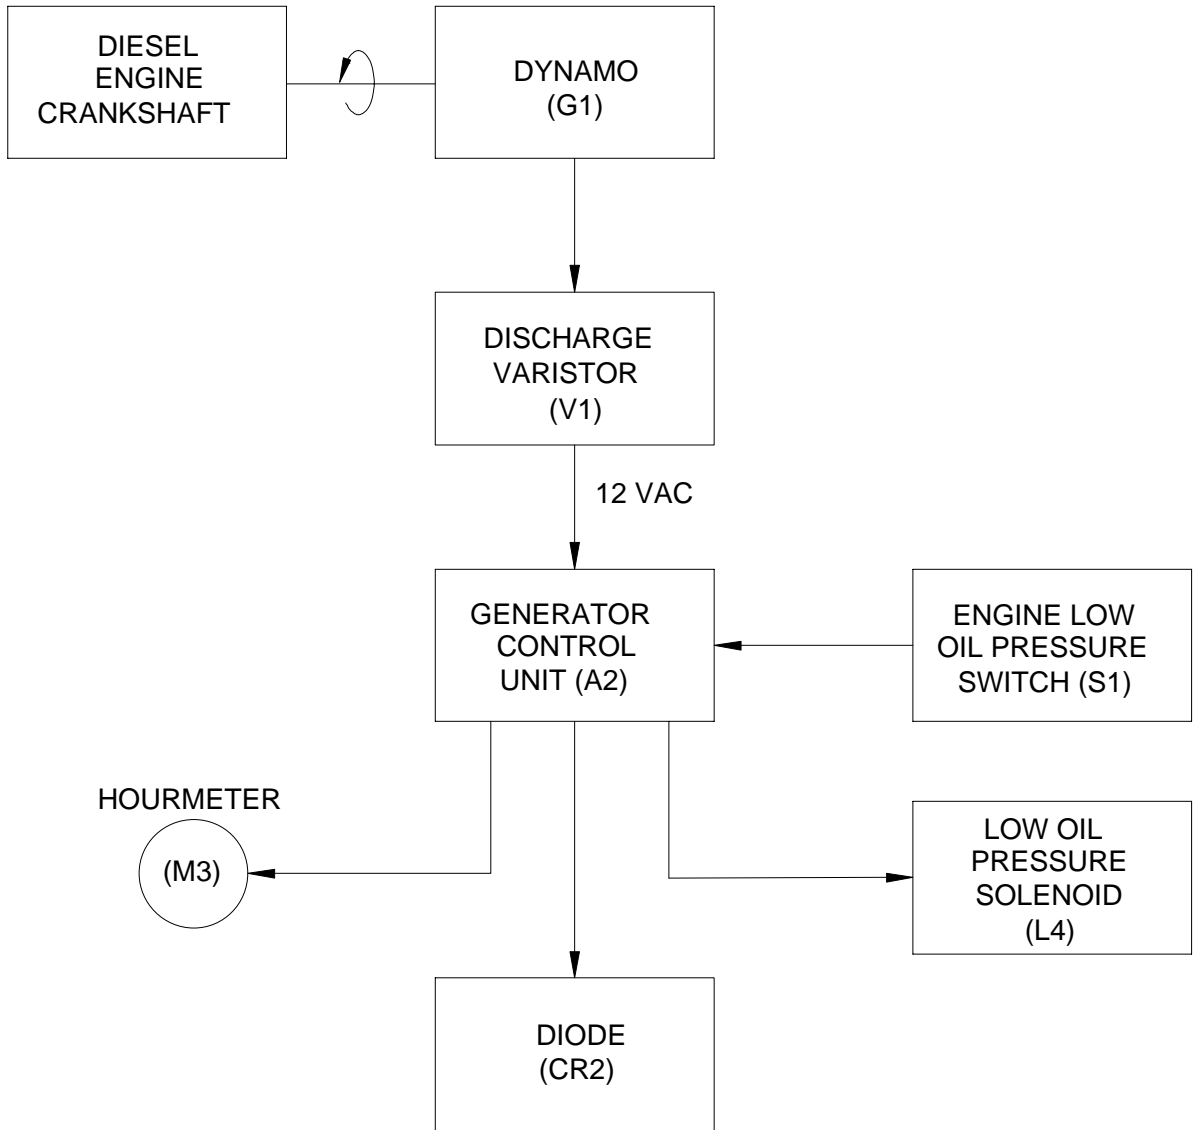 DIESEL
ENGINE
CRANKSHAFT
DYNAMO
(G1)
DISCHARGE
VARISTOR
(V1)
12 VAC
GENERATOR
CONTROL
UNIT (A2)
ENGINE LOW
OIL PRESSURE
SWITCH (S1)
HOURMETER
(M3)
LOW OIL
PRESSURE
SOLENOID
(L4)
DIODE
(CR2)